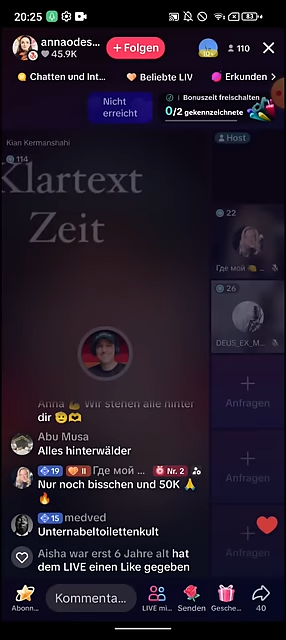 20:25
83
annaodes...
45.9K
+ Folgen
10k
110
Chatten und Int...
Beliebte LIV
Erkunden
Nicht
erreicht
Bonuszeit freischalten
0/2 gekennzeichnete
Kian Kermanshahi
114
Klartext
Zeit
Host
22
Где мой
26
DEUS_EX_M...
+
Anfragen
+
Anfragen
+
Anfragen
Anna 💪 Wir stehen alle hinter
dir 🫡🫶
Abu Musa
Alles hinterwälder
19 II Где мой ... Nr. 2
Nur noch bisschen und 50K 🙏
🔥
15 medved
Unternabeltoilettenkult
Aisha war erst 6 Jahre alt hat
dem LIVE einen Like gegeben
Abonn...
Kommenta...
LIVE mi...
Senden
Gesche...
40